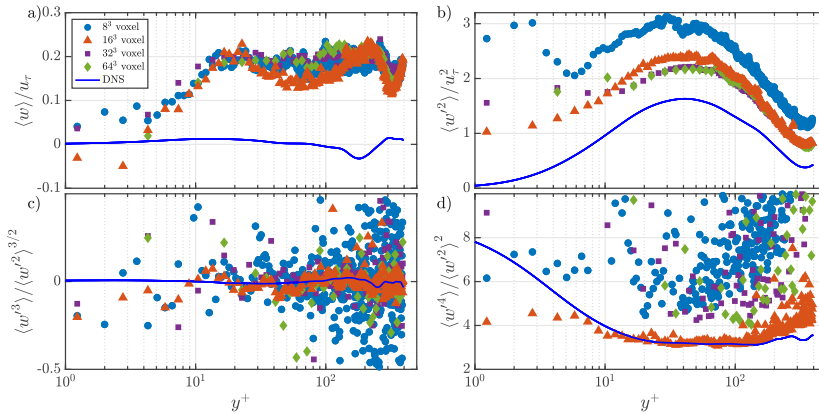 a)
⟨w⟩/u_τ
0.3
0.2
0.1
0
-0.1
8³ voxel
16³ voxel
32³ voxel
64³ voxel
DNS
b)
⟨w′²⟩/u_τ²
3
2
1
0
c)
⟨w′³⟩/⟨w′²⟩^{3/2}
0.5
0
-0.5
10⁰
10¹
10²
y⁺
d)
⟨w′⁴⟩/⟨w′²⟩²
8
6
4
2
10⁰
10¹
10²
y⁺